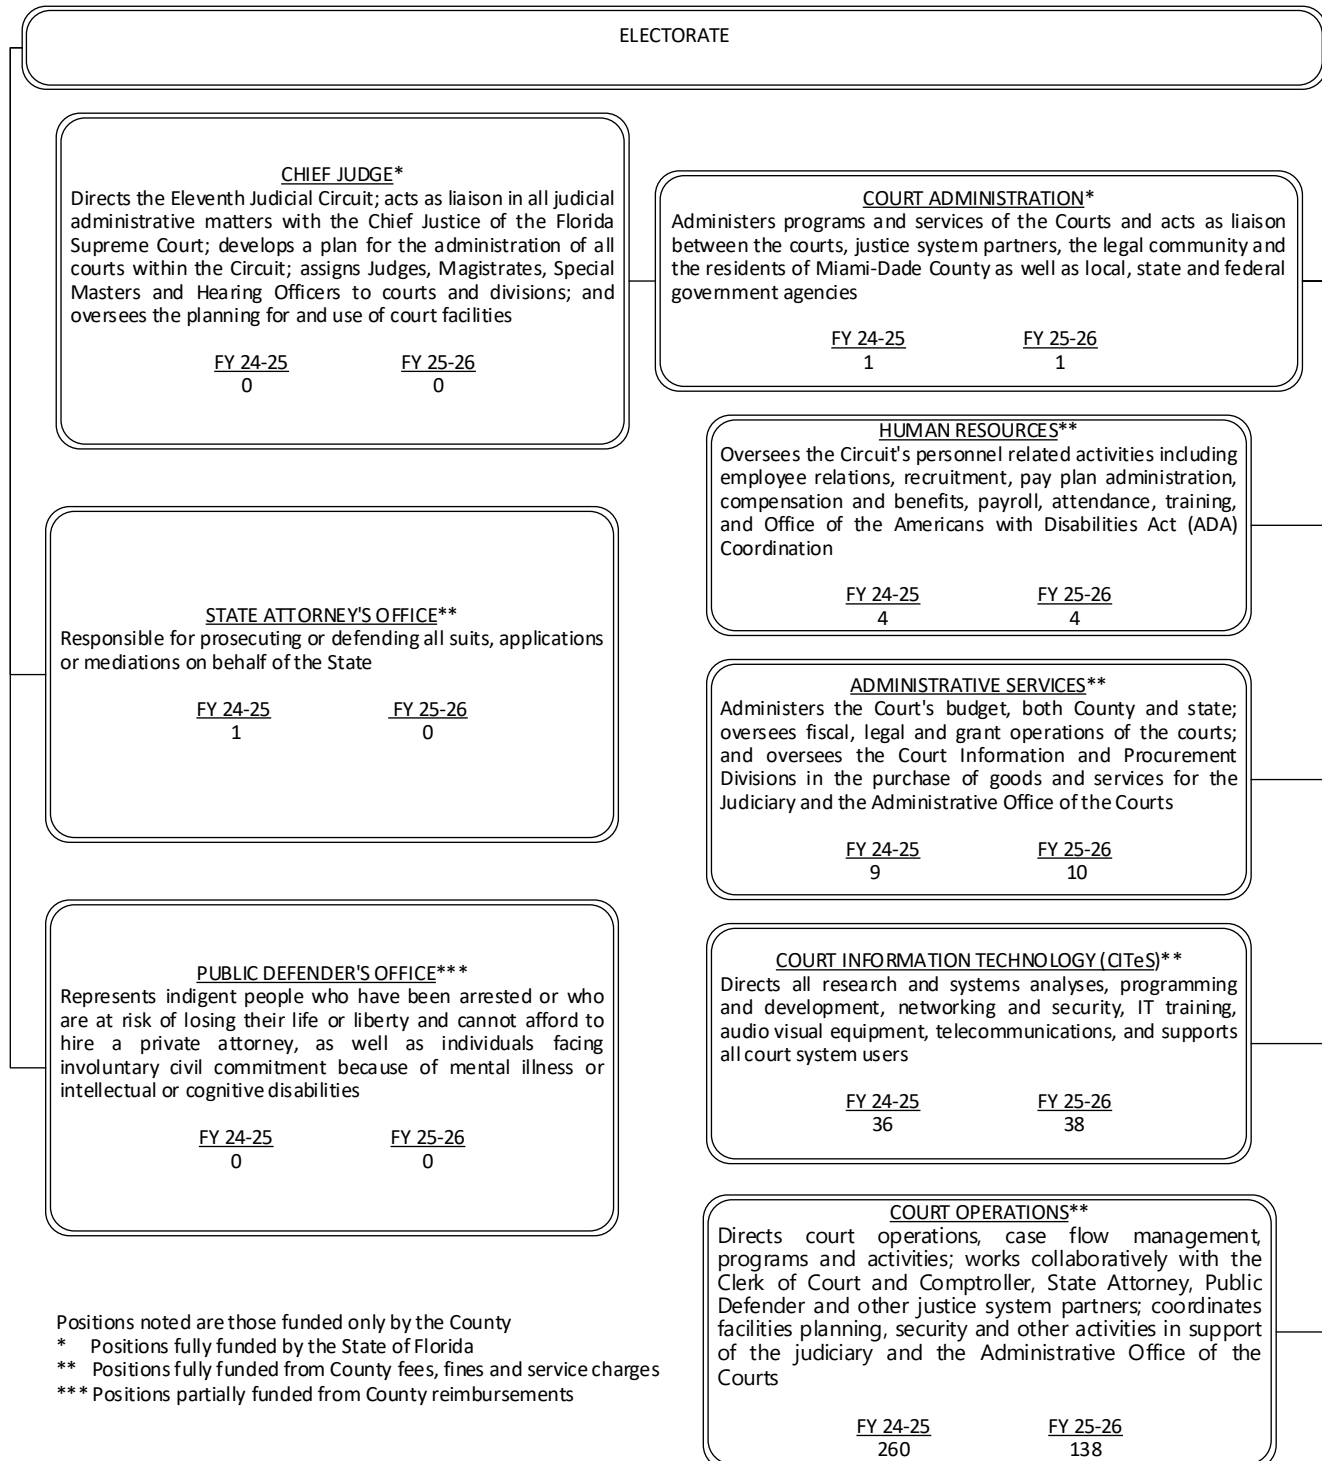 ELECTORATE
CHIEF JUDGE*
Directs the Eleventh Judicial Circuit; acts as liaison in all judicial
administrative matters with the Chief Justice of the Florida
Supreme Court; develops a plan for the administration of all
courts within the Circuit; assigns Judges, Magistrates, Special
Masters and Hearing Officers to courts and divisions; and
oversees the planning for and use of court facilities
FY 24-25 FY 25-26
0 0
COURT ADMINISTRATION*
Administers programs and services of the Courts and acts as liaison
between the courts, justice system partners, the legal community and
the residents of Miami-Dade County as well as local, state and federal
government agencies
FY 24-25 FY 25-26
1 1
HUMAN RESOURCES**
Oversees the Circuit's personnel related activities including
employee relations, recruitment, pay plan administration,
compensation and benefits, payroll, attendance, training,
and Office of the Americans with Disabilities Act (ADA)
Coordination
FY 24-25 FY 25-26
4 4
STATE ATTORNEY'S OFFICE**
Responsible for prosecuting or defending all suits, applications
or mediations on behalf of the State
FY 24-25 FY 25-26
1 0
ADMINISTRATIVE SERVICES**
Administers the Court's budget, both County and state;
oversees fiscal, legal and grant operations of the courts;
and oversees the Court Information and Procurement
Divisions in the purchase of goods and services for the
Judiciary and the Administrative Office of the Courts
FY 24-25 FY 25-26
9 10
PUBLIC DEFENDER'S OFFICE***
Represents indigent people who have been arrested or who
are at risk of losing their life or liberty and cannot afford to
hire a private attorney, as well as individuals facing
involuntary civil commitment because of mental illness or
intellectual or cognitive disabilities
FY 24-25 FY 25-26
0 0
COURT INFORMATION TECHNOLOGY (CITeS)**
Directs all research and systems analyses, programming
and development, networking and security, IT training,
audio visual equipment, telecommunications, and supports
all court system users
FY 24-25 FY 25-26
36 38
COURT OPERATIONS**
Directs court operations, case flow management,
programs and activities; works collaboratively with the
Clerk of Court and Comptroller, State Attorney, Public
Defender and other justice system partners; coordinates
facilities planning, security and other activities in support
of the judiciary and the Administrative Office of the
Courts
FY 24-25 FY 25-26
260 138
Positions noted are those funded only by the County
* Positions fully funded by the State of Florida
** Positions fully funded from County fees, fines and service charges
*** Positions partially funded from County reimbursements